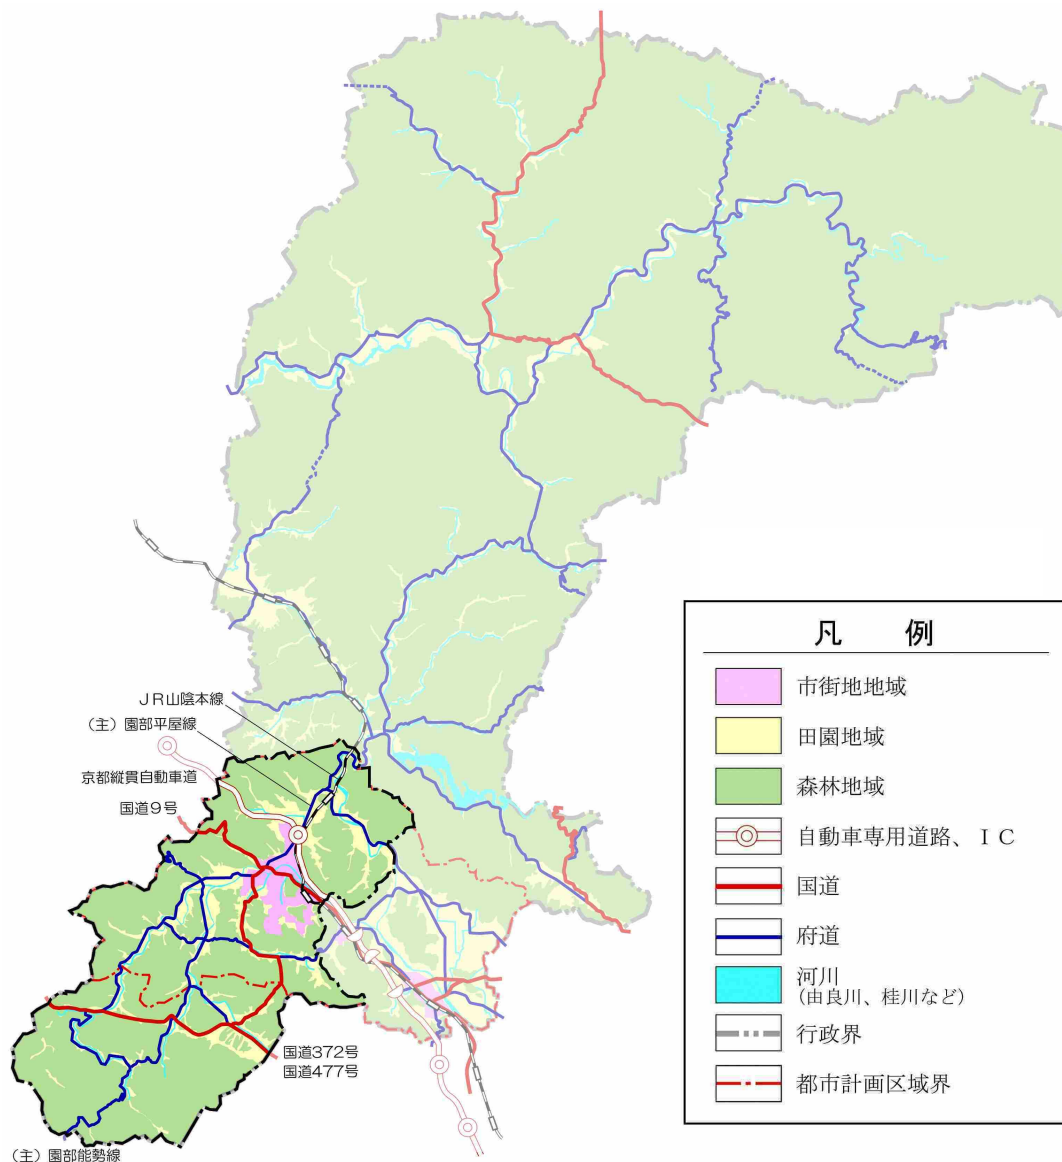 JR山陰本線
(主)園部平屋線
京都縦貫自動車道
国道9号
国道372号
国道477号
(主)園部能勢線
凡 例
市街地地域
田園地域
森林地域
自動車専用道路、IC
国道
府道
河川
(由良川、桂川など)
行政界
都市計画区域界